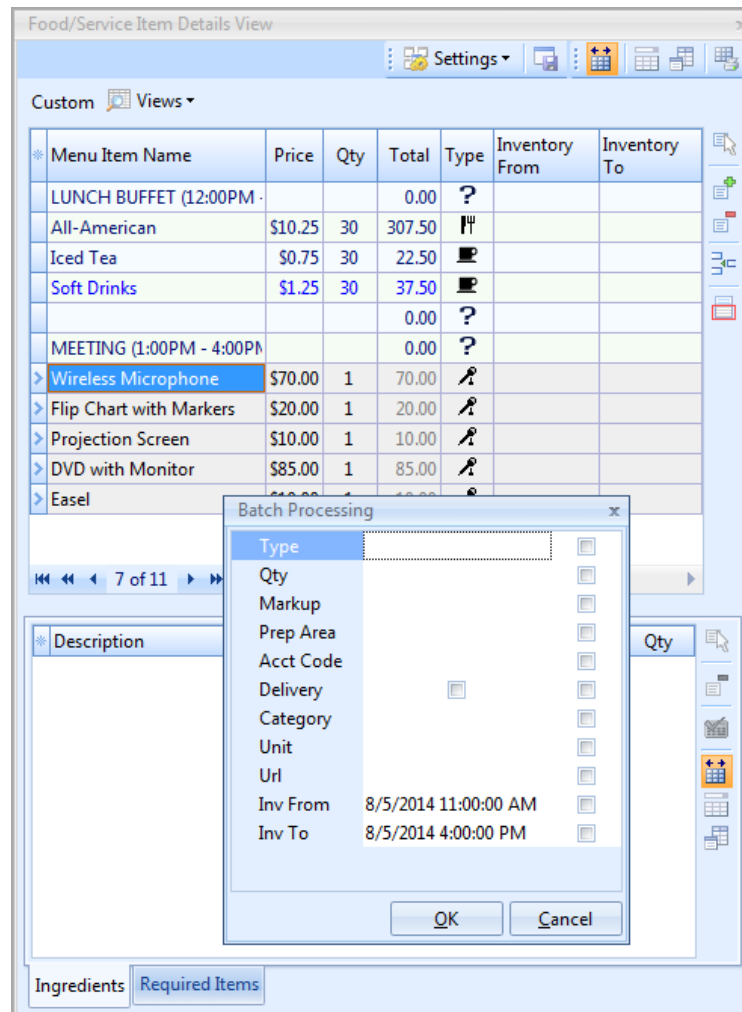 Food/Service Item Details View
Settings
Custom Views
Menu Item Name Price Qty Total Type Inventory From Inventory To
LUNCH BUFFET (12:00PM - 0.00 ?
All-American $10.25 30 307.50
Iced Tea $0.75 30 22.50
Soft Drinks $1.25 30 37.50
0.00 ?
MEETING (1:00PM - 4:00PM 0.00 ?
Wireless Microphone $70.00 1 70.00
Flip Chart with Markers $20.00 1 20.00
Projection Screen $10.00 1 10.00
DVD with Monitor $85.00 1 85.00
Easel
Batch Processing x
7 of 11
Type
Qty
Markup
Prep Area
Description Qty
Acct Code
Delivery
Category
Unit
Url
Inv From 8/5/2014 11:00:00 AM
Inv To 8/5/2014 4:00:00 PM
OK Cancel
Ingredients Required Items